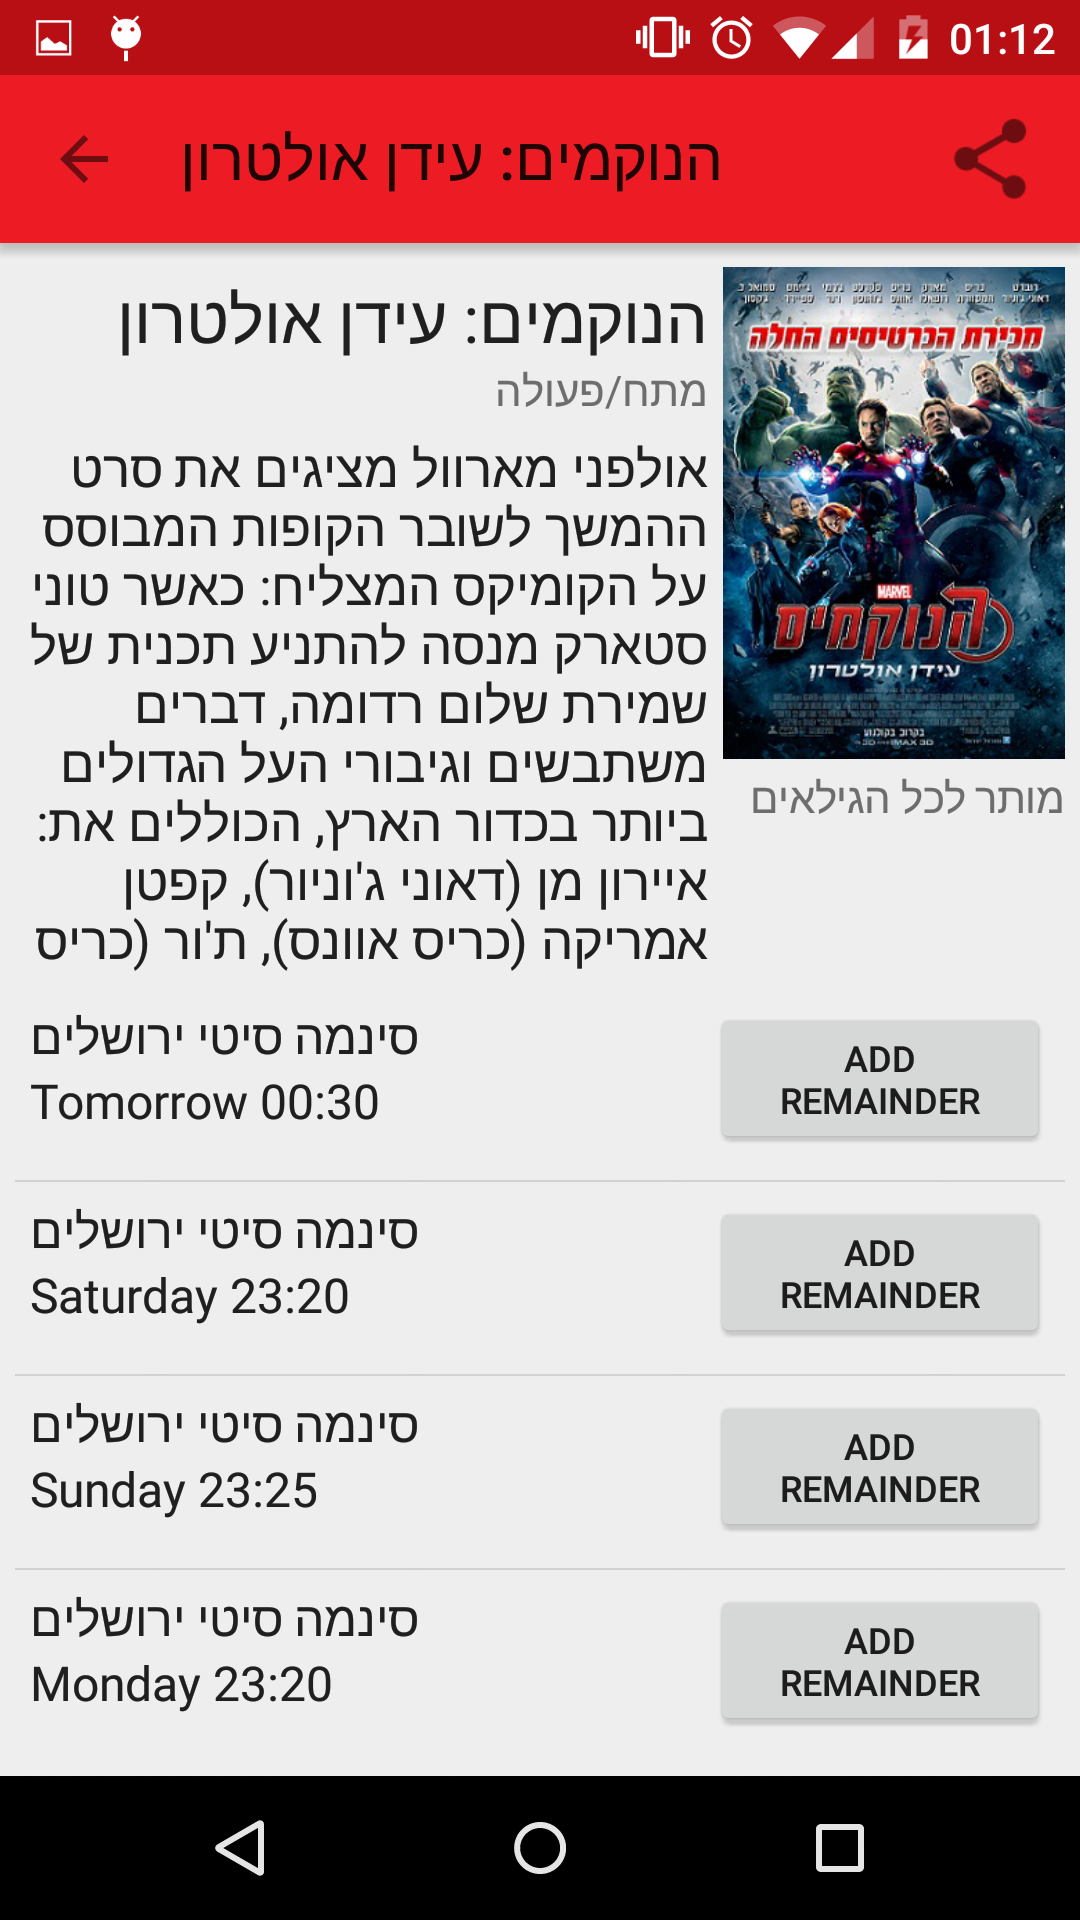 01:12
הנוקמים: עידן אולטרון
הנוקמים: עידן אולטרון
מתח/פעולה
אולפני מארוול מציגים את סרט
ההמשך לשובר הקופות המבוסס
על הקומיקס המצליח: כאשר טוני
סטארק מנסה להתניע תכנית של
שמירת שלום רדומה, דברים
משתבשים וגיבורי העל הגדולים
ביותר בכדור הארץ, הכוללים את:
איירון מן (דאוני ג'וניור), קפטן
אמריקה (כריס אוונס), ת'ור (כריס
מכירת הכרטיסים החלה
MARVEL
הנוקמים
עידן אולטרון
בקרוב בקולנוע
מותר לכל הגילאים
סינמה סיטי ירושלים
Tomorrow 00:30
ADD
REMAINDER
סינמה סיטי ירושלים
Saturday 23:20
ADD
REMAINDER
סינמה סיטי ירושלים
Sunday 23:25
ADD
REMAINDER
סינמה סיטי ירושלים
Monday 23:20
ADD
REMAINDER